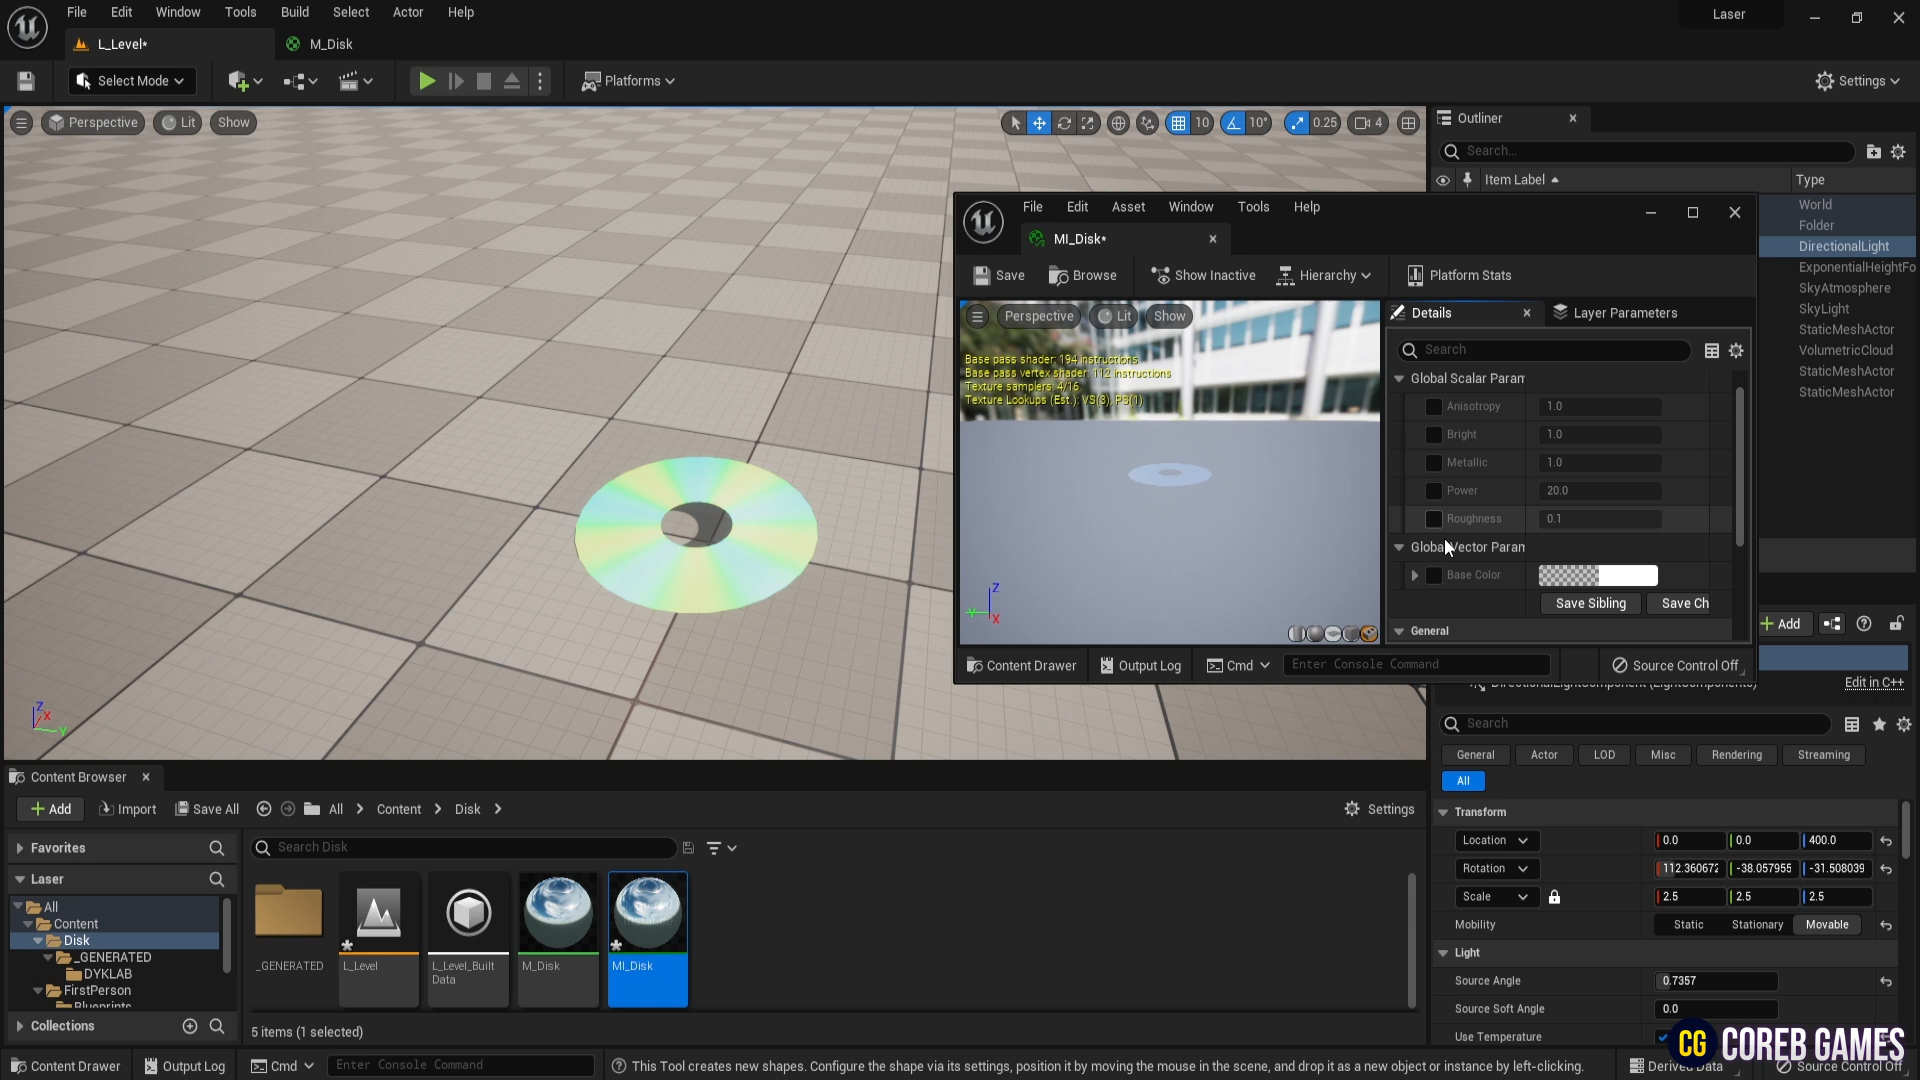 File Edit Window Tools Build Select Actor Help
Laser
L_Level*
M_Disk
Select Mode
Platforms
Settings
Perspective
Lit
Show
10
10°
0.25
4
Outliner
Search...
Item Label
Type
World
Folder
DirectionalLight
ExponentialHeightFo
SkyAtmosphere
SkyLight
StaticMeshActor
VolumetricCloud
StaticMeshActor
StaticMeshActor
File Edit Asset Window Tools Help
MI_Disk*
Save
Browse
Show Inactive
Hierarchy
Platform Stats
Perspective
Lit
Show
Base pass shader: 194 instructions
Base pass vertex shader: 112 instructions
Texture samplers: 4/16
Texture Lookups (Est.): VS(3), PS(1)
Z
Y
X
Details
Layer Parameters
Search
Global Scalar Param
Anisotropy 1.0
Bright 1.0
Metallic 1.0
Power 20.0
Roughness 0.1
Global Vector Param
Base Color
Save Sibling
Save Ch
General
Content Drawer
Output Log
Cmd
Enter Console Command
Source Control Off
Add
DirectionalLightComponent (LightComponent0)
Edit in C++
Search
General
Actor
LOD
Misc
Rendering
Streaming
All
Transform
Location 0.0 0.0 400.0
Rotation 112.360672 -38.057955 -31.508039
Scale 2.5 2.5 2.5
Mobility Static Stationary Movable
Light
Source Angle 0.7357
Source Soft Angle 0.0
Use Temperature
Z
X
Y
Content Browser
Add
Import
Save All
All
Content
Disk
Settings
Favorites
Laser
All
Content
Disk
_GENERATED
DYKLAB
FirstPerson
Blueprints
Collections
Search Disk
_GENERATED
L_Level
L_Level_Built
Data
M_Disk
MI_Disk
5 items (1 selected)
Content Drawer
Output Log
Cmd
Enter Console Command
This Tool creates new shapes. Configure the shape via its settings, position it by moving the mouse in the scene, and drop it as a new object or instance by left-clicking.
Derived Data
Source Control Off
CG COREB GAMES